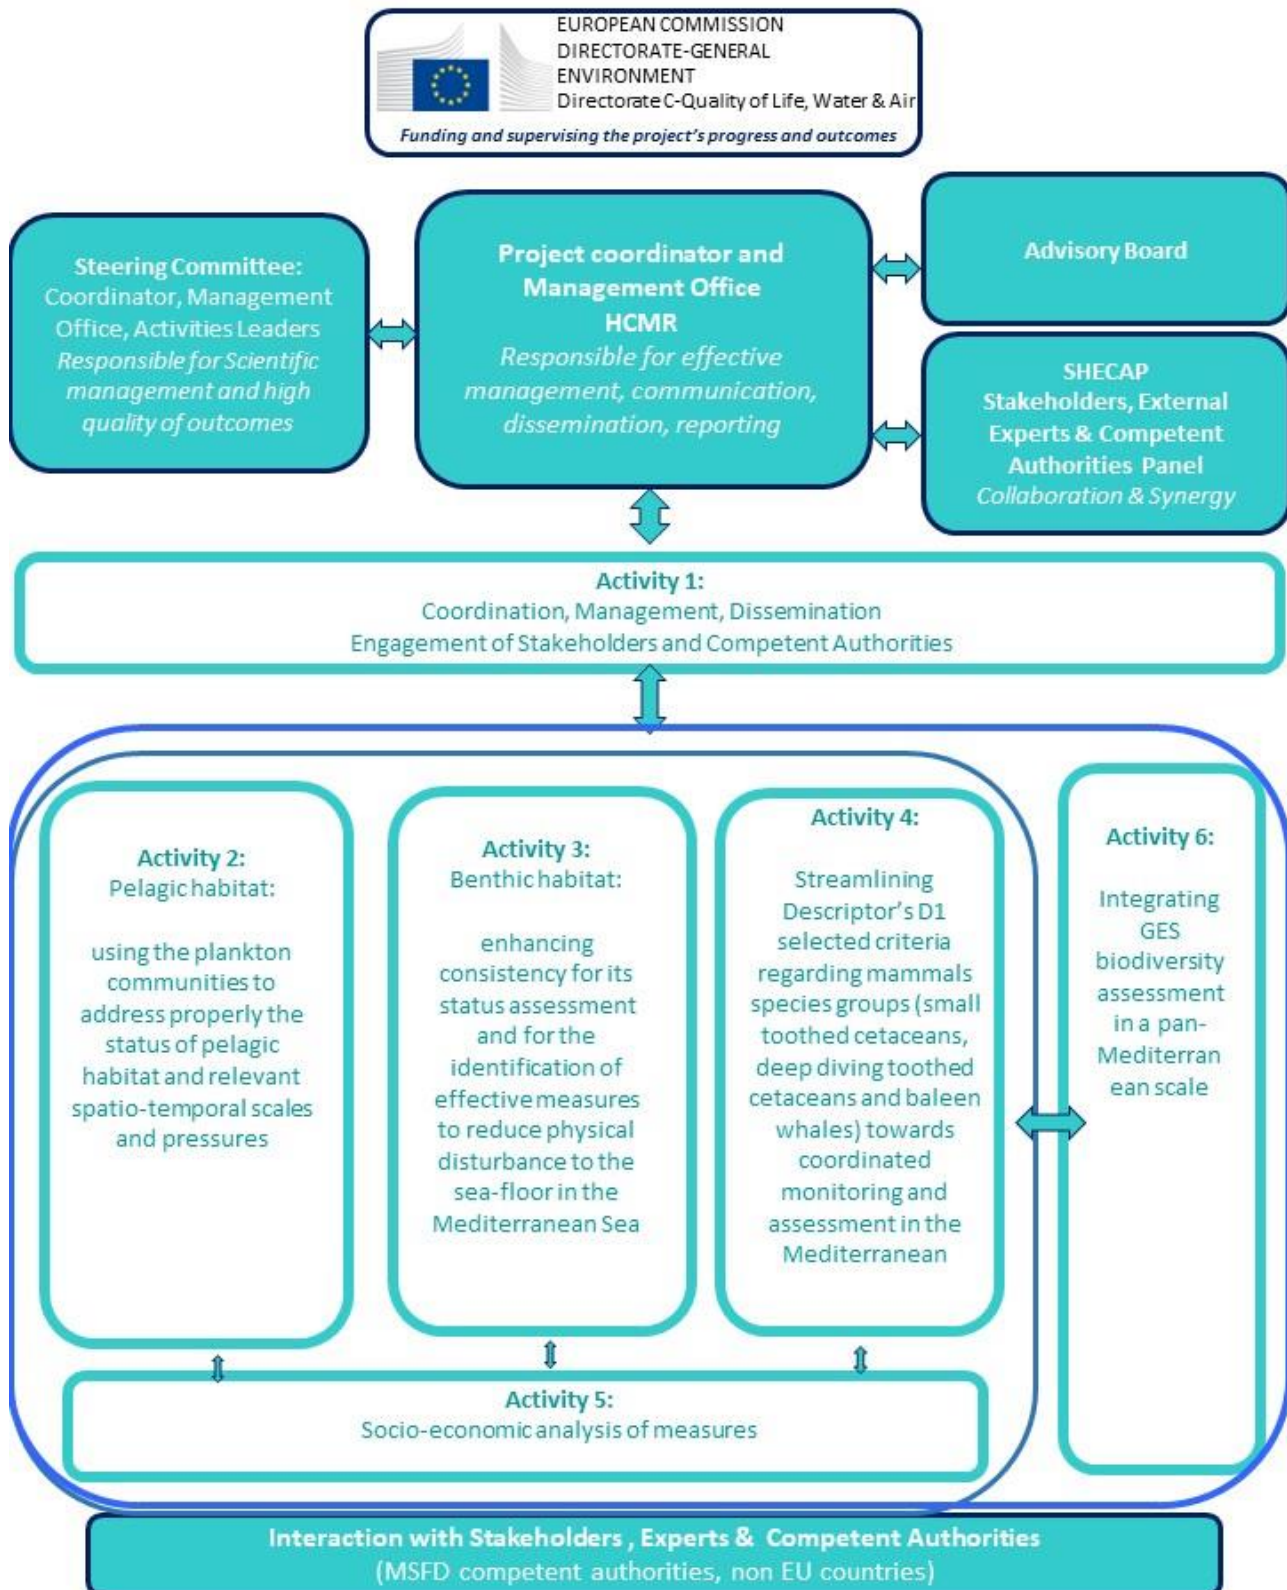 EUROPEAN COMMISSION
DIRECTORATE-GENERAL
ENVIRONMENT
Directorate C-Quality of Life, Water & Air
Funding and supervising the project's progress and outcomes
Steering Committee:
Coordinator, Management
Office, Activities Leaders
Responsible for Scientific
management and high
quality of outcomes
Project coordinator and
Management Office
HCMR
Responsible for effective
management, communication,
dissemination, reporting
Advisory Board
SHECAP
Stakeholders, External
Experts & Competent
Authorities Panel
Collaboration & Synergy
Activity 1:
Coordination, Management, Dissemination
Engagement of Stakeholders and Competent Authorities
Activity 2:
Pelagic habitat:
using the plankton
communities to
address properly the
status of pelagic
habitat and relevant
spatio-temporal scales
and pressures
Activity 3:
Benthic habitat:
enhancing
consistency for its
status assessment
and for the
identification of
effective measures
to reduce physical
disturbance to the
sea-floor in the
Mediterranean Sea
Activity 4:
Streamlining
Descriptor's D1
selected criteria
regarding mammals
species groups (small
toothed cetaceans,
deep diving toothed
cetaceans and baleen
whales) towards
coordinated
monitoring and
assessment in the
Mediterranean
Activity 6:
Integrating
GES
biodiversity
assessment
in a pan-
Mediterran
ean scale
Activity 5:
Socio-economic analysis of measures
Interaction with Stakeholders , Experts & Competent Authorities
(MSFD competent authorities, non EU countries)